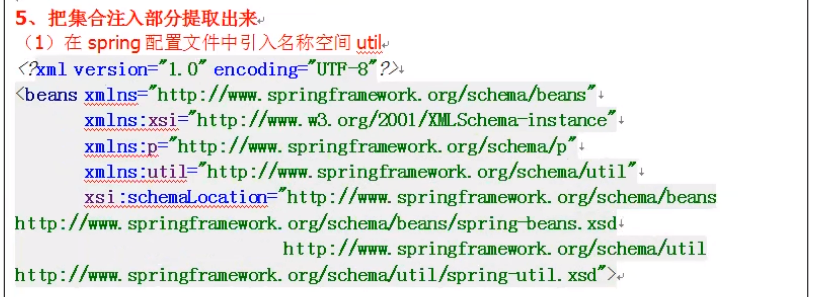 5、把集合注入部分提取出来
（1）在 spring 配置文件中引入名称空间 util
<?xml version="1.0" encoding="UTF-8"?>
<beans xmlns="http://www.springframework.org/schema/beans"
xmlns:xsi="http://www.w3.org/2001/XMLSchema-instance"
xmlns:p="http://www.springframework.org/schema/p"
xmlns:util="http://www.springframework.org/schema/util"
xsi:schemaLocation="http://www.springframework.org/schema/beans
http://www.springframework.org/schema/beans/spring-beans.xsd
http://www.springframework.org/schema/util
http://www.springframework.org/schema/util/spring-util.xsd">